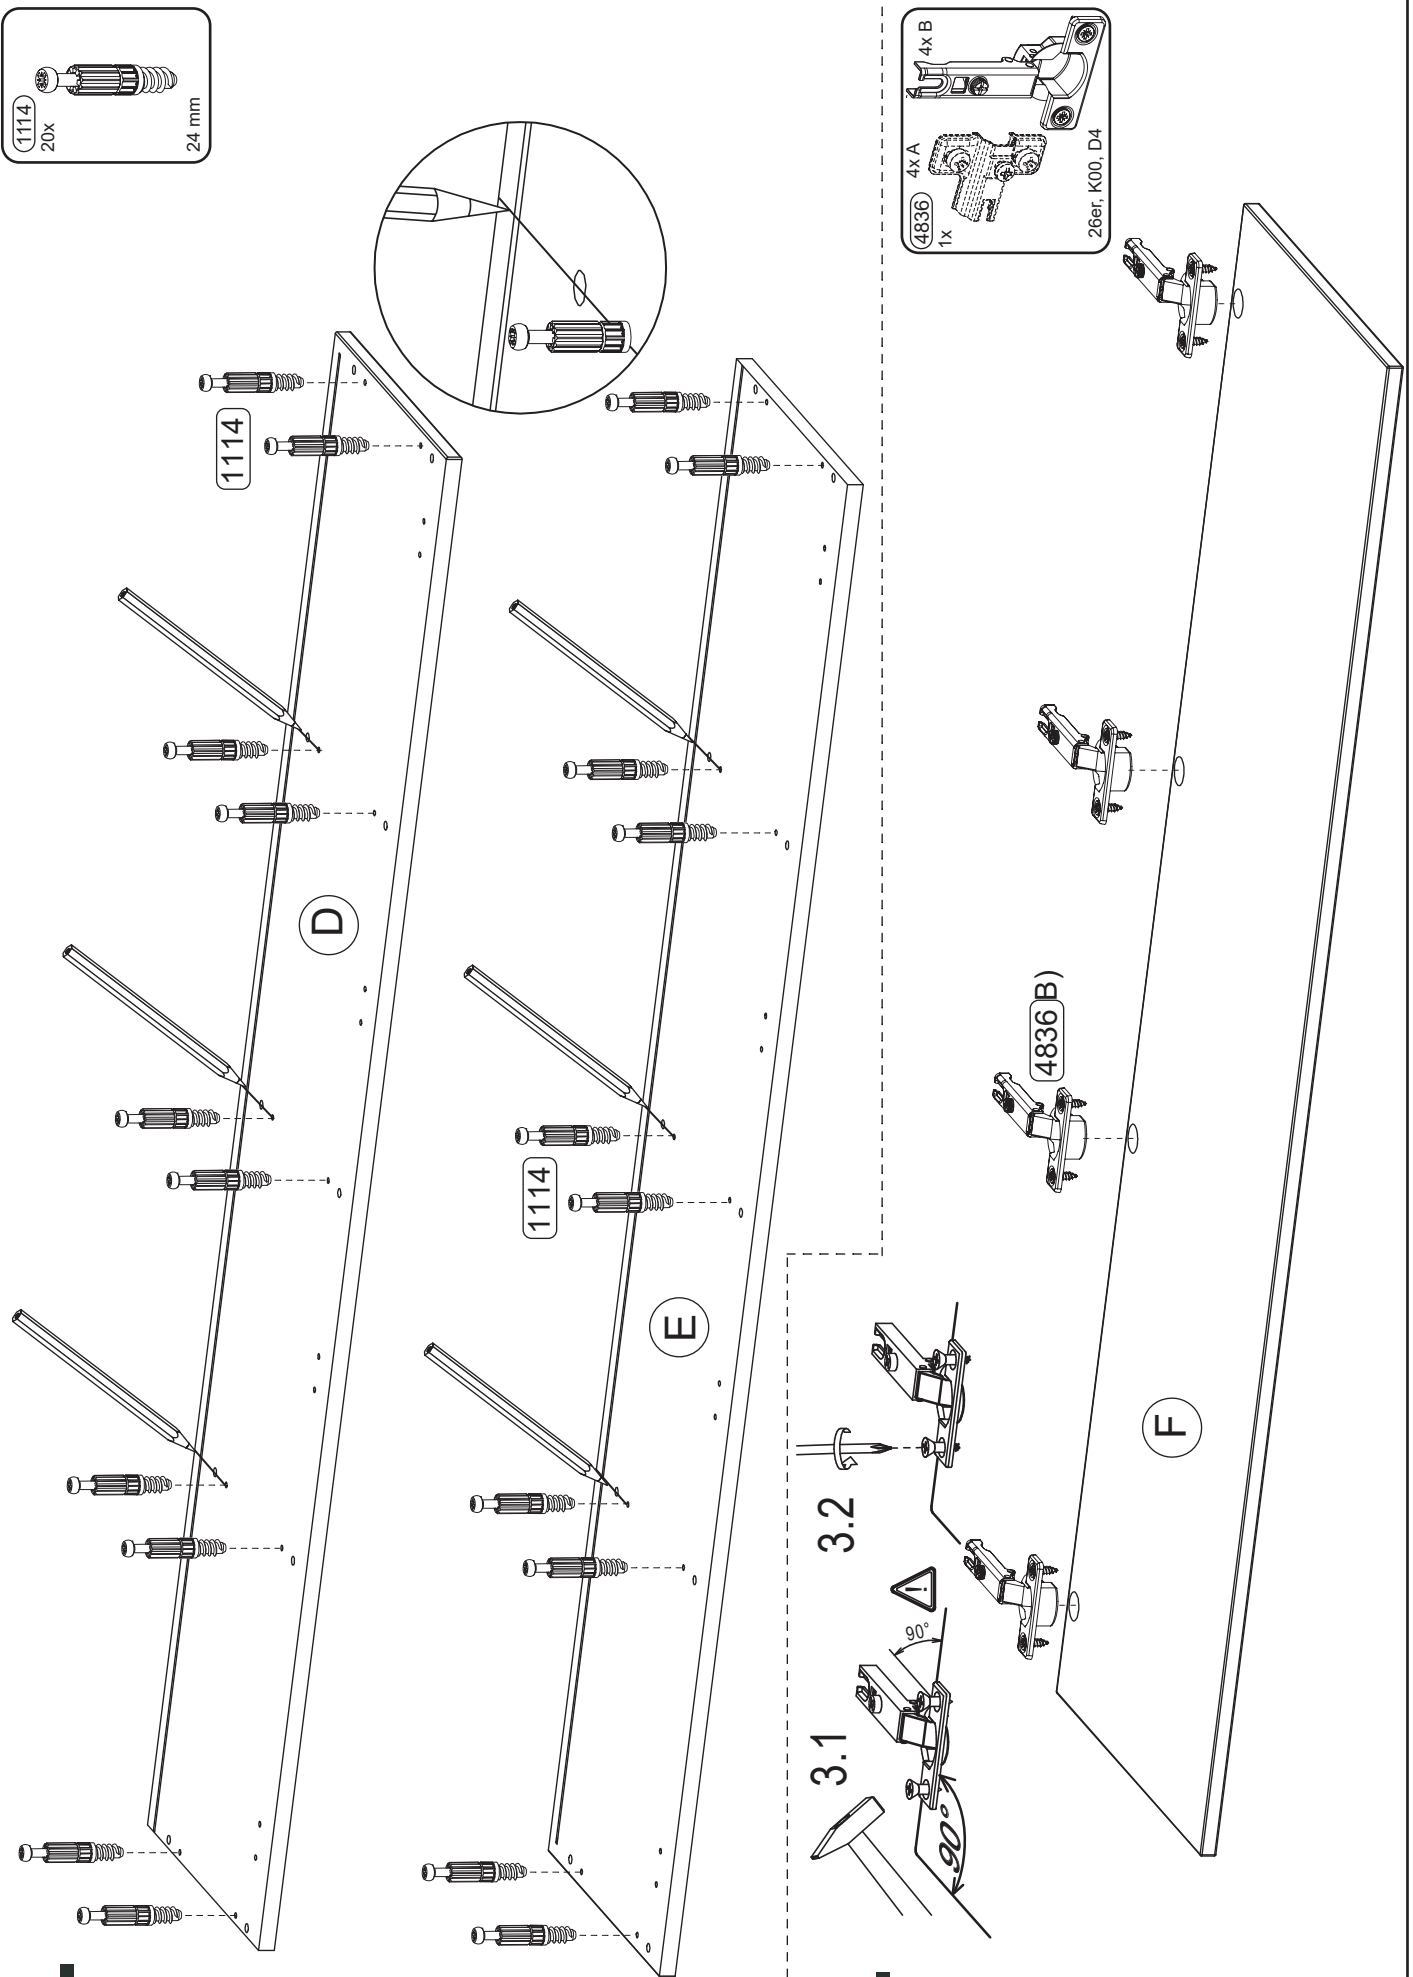 1114
20x
24 mm
1114
D
1114
E
4836
1x
4x A
4x B
26er, K00, D4
4836 B)
F
3.1
90°
90°
!
3.2